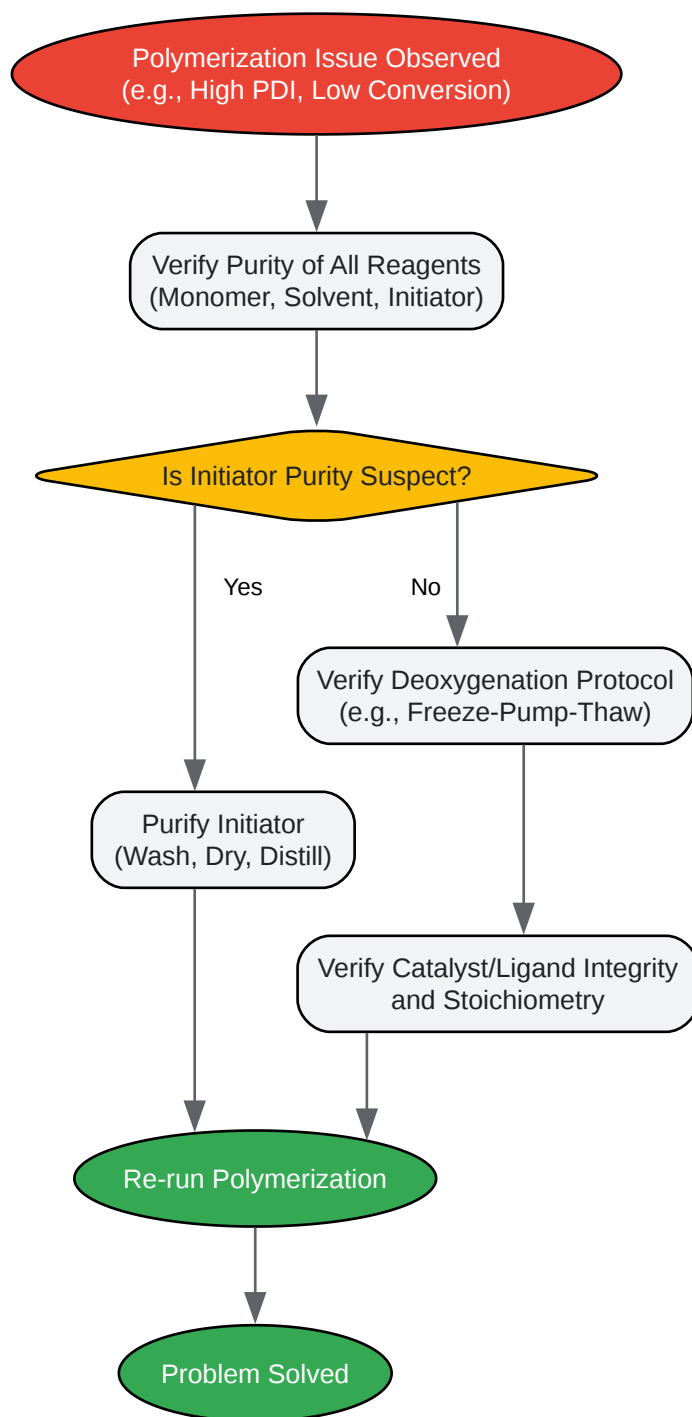 Polymerization Issue Observed
(e.g., High PDI, Low Conversion)
Verify Purity of All Reagents
(Monomer, Solvent, Initiator)
Is Initiator Purity Suspect?
Yes
No
Verify Deoxygenation Protocol
(e.g., Freeze-Pump-Thaw)
Purify Initiator
(Wash, Dry, Distill)
Verify Catalyst/Ligand Integrity
and Stoichiometry
Re-run Polymerization
Problem Solved